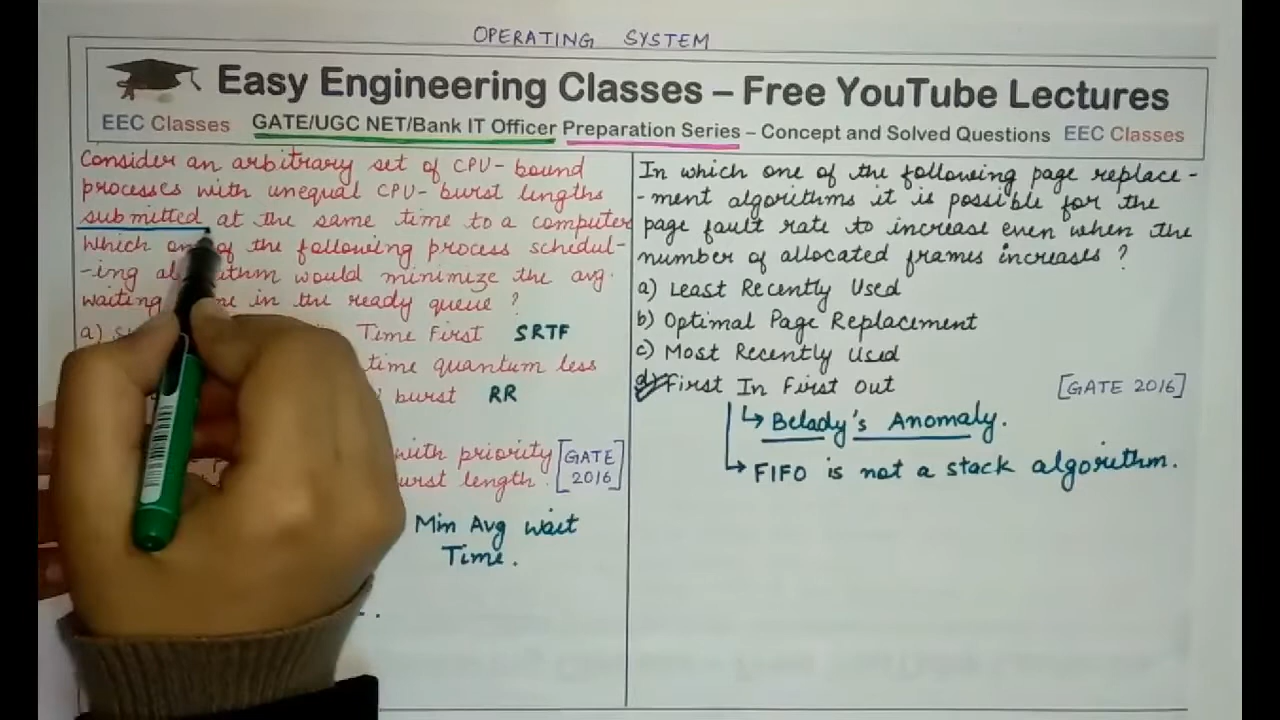 OPERATING SYSTEM
Easy Engineering Classes – Free YouTube Lectures
EEC Classes GATE/UGC NET/Bank IT Officer Preparation Series – Concept and Solved Questions EEC Classes
Consider an arbitrary set of CPU-bound
processes with unequal CPU-burst lengths
submitted at the same time to a computer
Which one of the following process schedul-
-ing algorithm would minimize the avg.
waiting in the ready queue ?
a) Time First SRTF
time quantum less
burst RR
with priority [GATE
burst length. 2016]
Min Avg wait
Time.
In which one of the following page replace-
-ment algorithms it is possible for the
page fault rate to increase even when the
number of allocated frames increases ?
a) Least Recently Used
b) Optimal Page Replacement
c) Most Recently Used
d) First In First Out [GATE 2016]
↳ Belady's Anomaly.
↳ FIFO is not a stack algorithm.